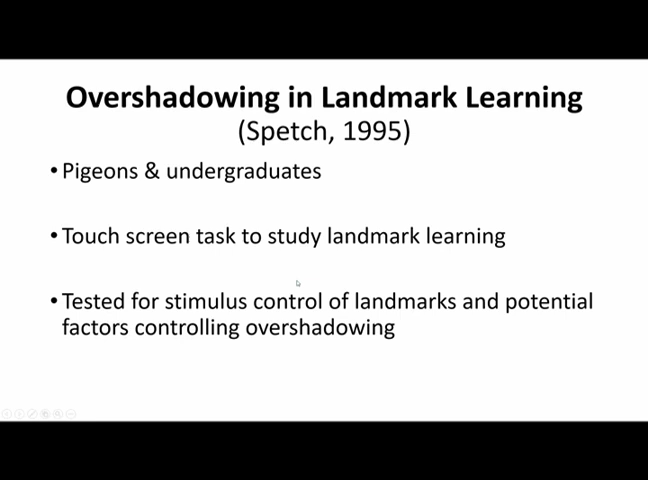 Overshadowing in Landmark Learning
(Spetch, 1995)
• Pigeons & undergraduates
• Touch screen task to study landmark learning
• Tested for stimulus control of landmarks and potential
factors controlling overshadowing